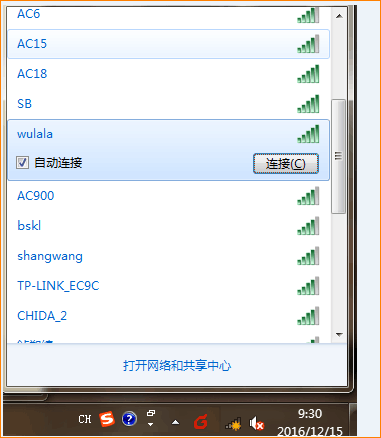 AC6
AC15
AC18
SB
wulala
自动连接
连接(C)
AC900
bskl
shangwang
TP-LINK_EC9C
CHIDA_2
打开网络和共享中心
CH
9:30
2016/12/15